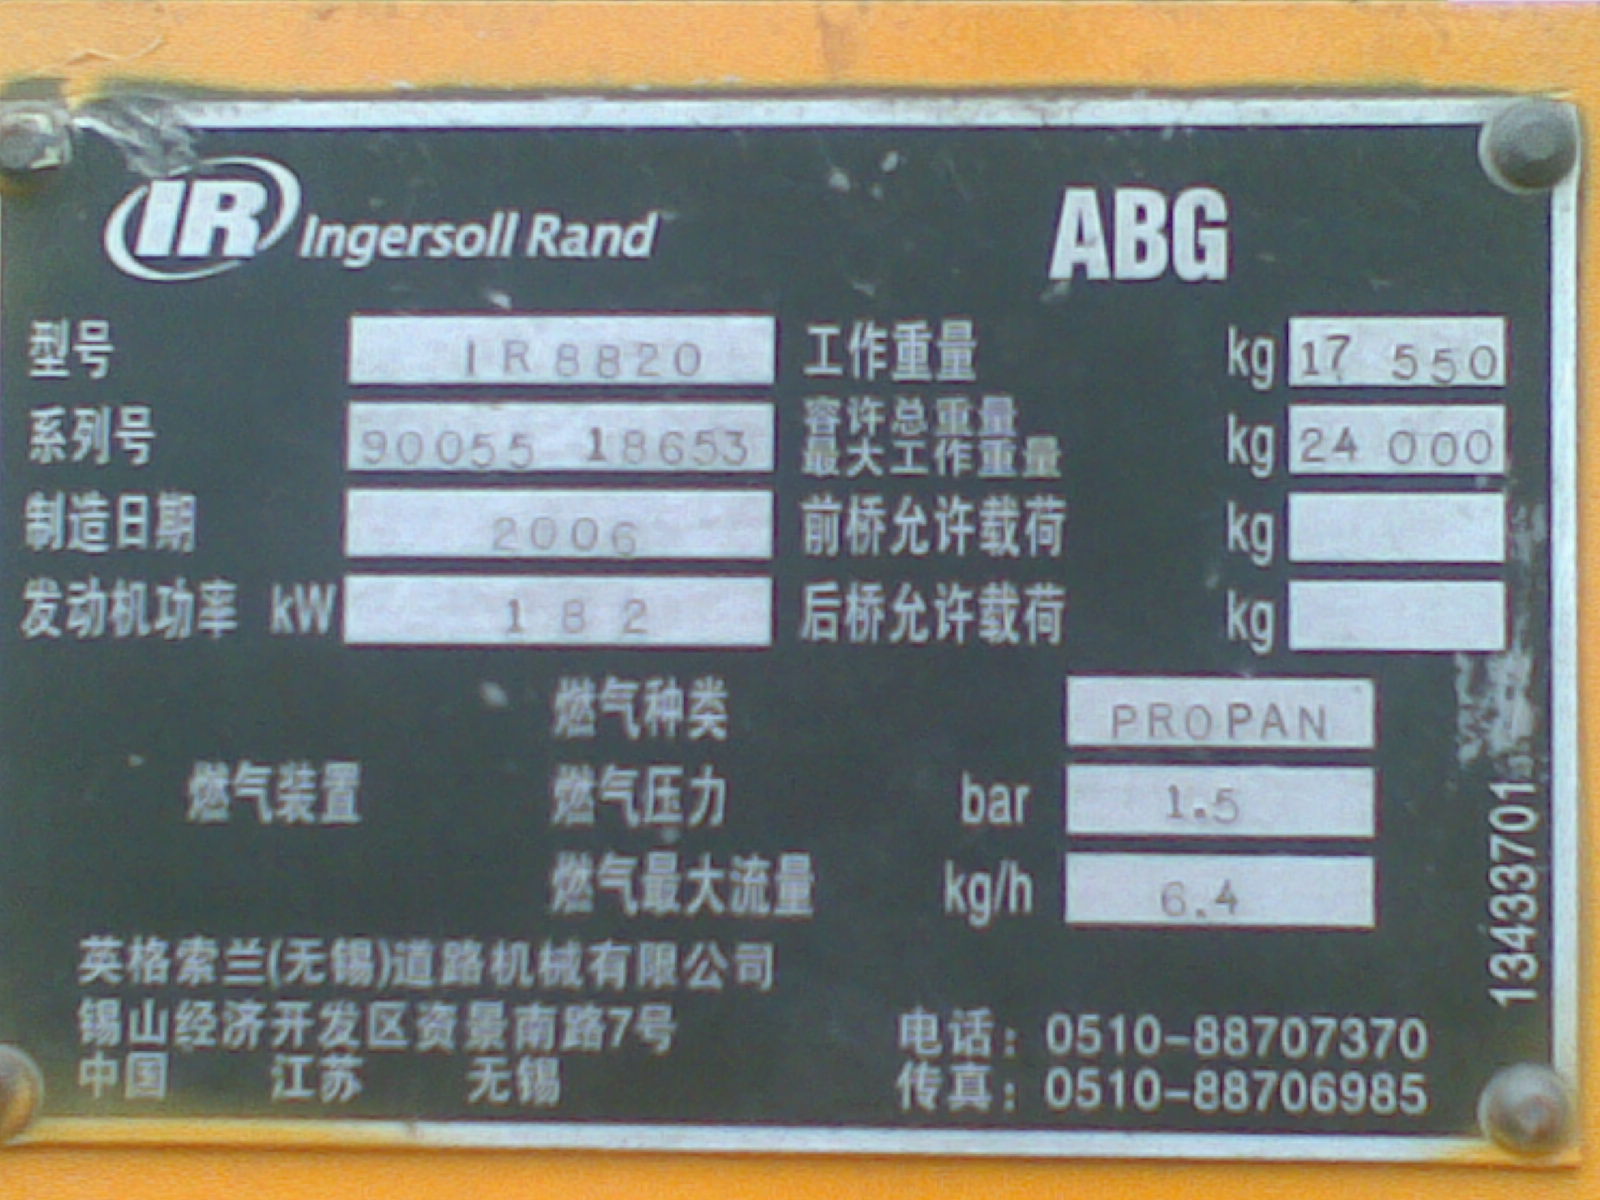 IR Ingersoll Rand ABG
型号 IR8820 工作重量 kg 17 550
系列号 90055 18653 容许总重量 最大工作重量 kg 24 000
制造日期 2006 前桥允许载荷 kg
发动机功率 kW 182 后桥允许载荷 kg
燃气种类 PROPAN
燃气装置 燃气压力 bar 1.5
燃气最大流量 kg/h 6.4
英格索兰(无锡)道路机械有限公司
锡山经济开发区资景南路7号
中国 江苏 无锡
电话: 0510-88707370
传真: 0510-88706985
13433701